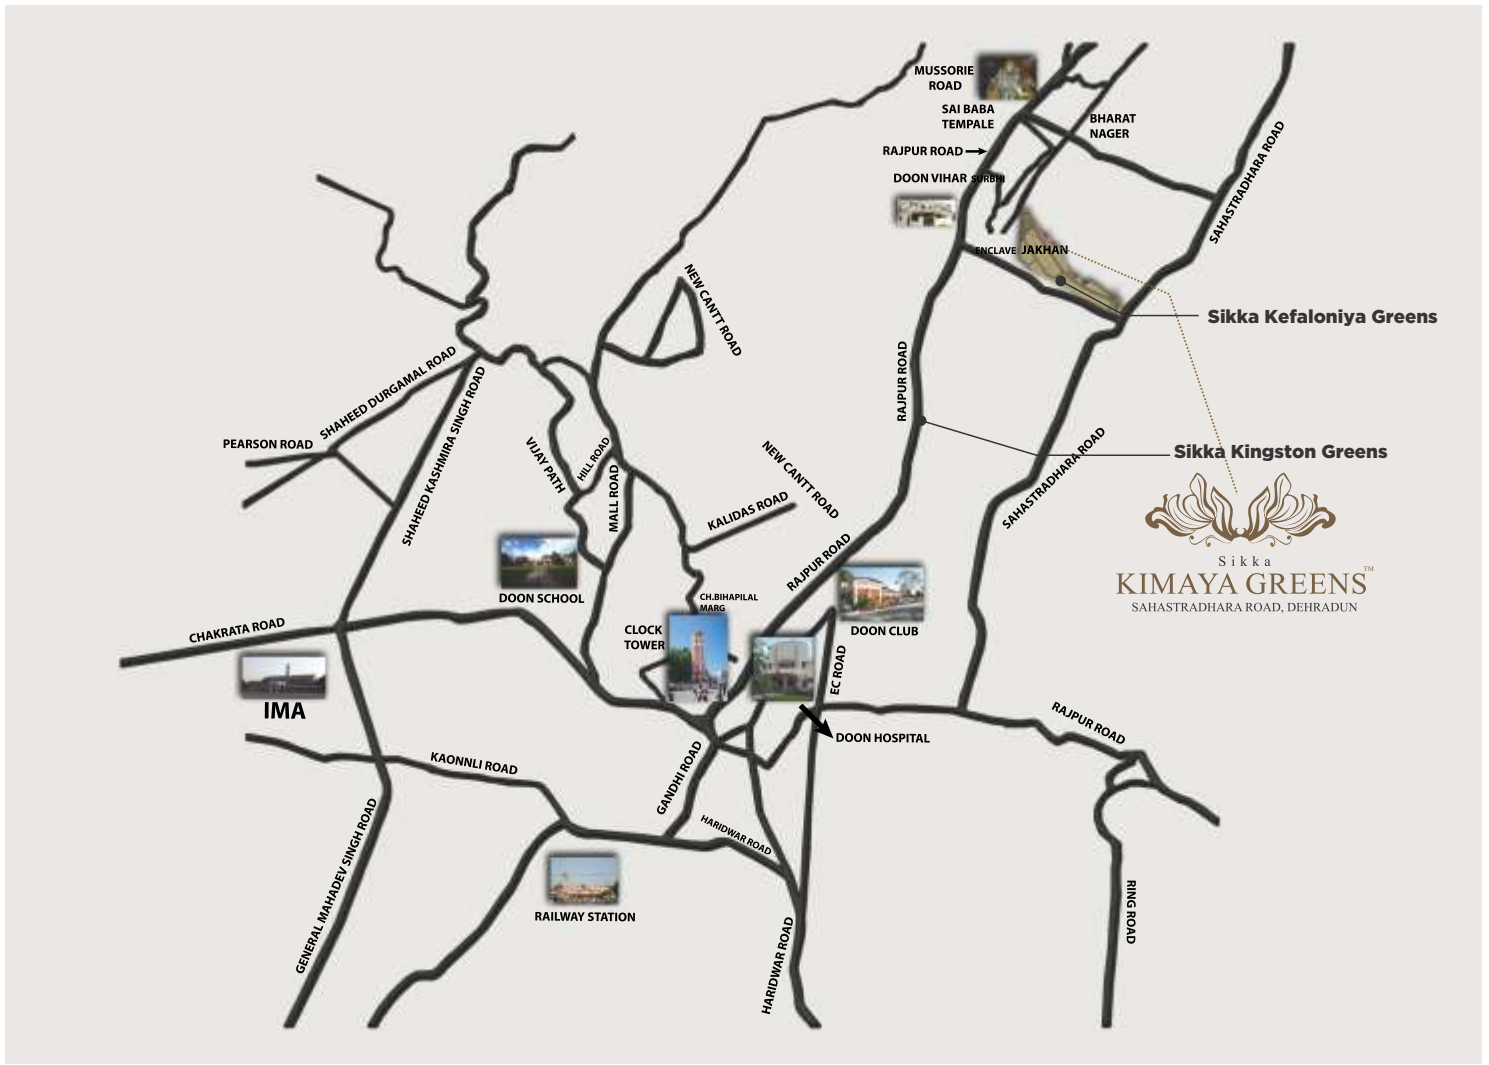 MUSSORIE
ROAD
SAI BABA
TEMPALE
BHARAT
NAGER
RAJPUR ROAD
DOON VIHAR SURBHI
SAHASTRADHARA ROAD
ENCLAVE JAKHAN
NEW CANTT ROAD
Sikka Kefaloniya Greens
SHAHEED DURGAMAL ROAD
RAJPUR ROAD
SHAHEED KASHMIRA SINGH ROAD
PEARSON ROAD
VIJAY PATH
HILL ROAD
MALL ROAD
NEW CANTT ROAD
SAHASTRADHARA ROAD
Sikka Kingston Greens
KALIDAS ROAD
RAJPUR ROAD
Sikka
KIMAYA GREENS TM
SAHASTRADHARA ROAD, DEHRADUN
DOON SCHOOL
CH.BIHAPILAL
MARG
CLOCK
TOWER
DOON CLUB
CHAKRATA ROAD
EC ROAD
IMA
RAJPUR ROAD
DOON HOSPITAL
KAONNLI ROAD
GANDHI ROAD
HARIDWAR ROAD
GENERAL MAHADEV SINGH ROAD
RAILWAY STATION
RING ROAD
HARIDWAR ROAD